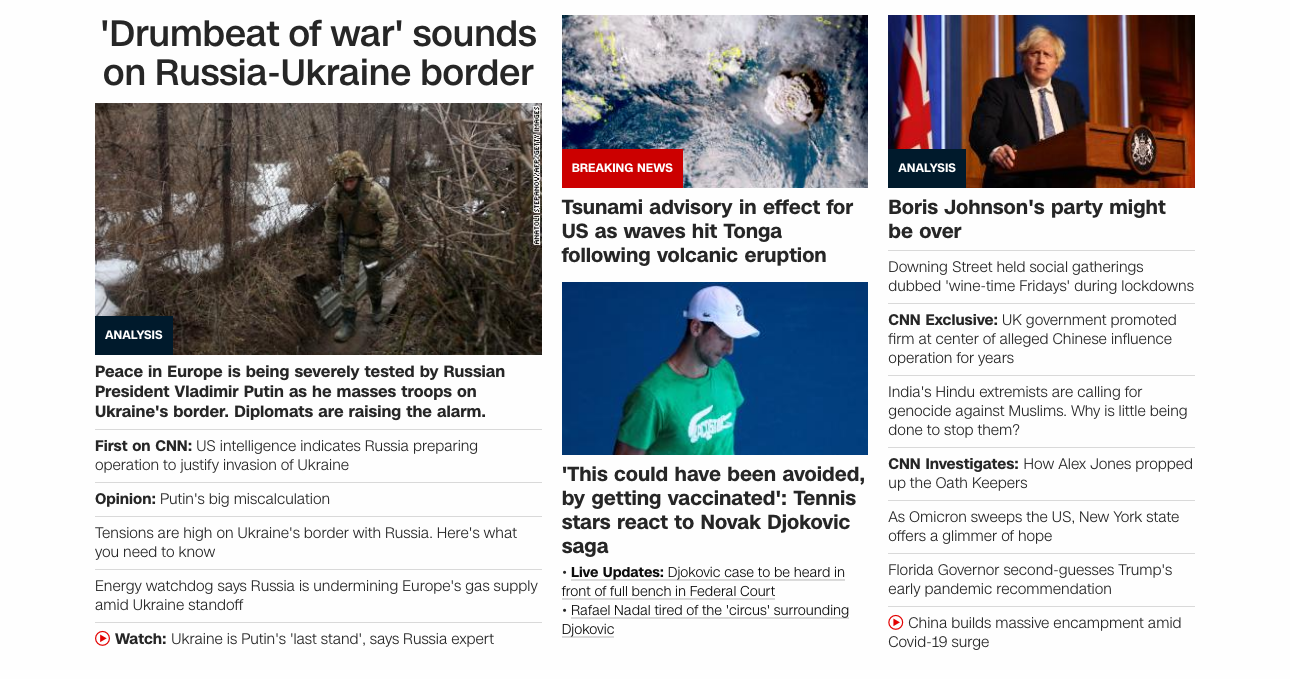 'Drumbeat of war' sounds
on Russia-Ukraine border
ANATOLII STEPANOV/AFP/GETTY IMAGES
ANALYSIS
Peace in Europe is being severely tested by Russian
President Vladimir Putin as he masses troops on
Ukraine's border. Diplomats are raising the alarm.
First on CNN: US intelligence indicates Russia preparing
operation to justify invasion of Ukraine
Opinion: Putin's big miscalculation
Tensions are high on Ukraine's border with Russia. Here's what
you need to know
Energy watchdog says Russia is undermining Europe's gas supply
amid Ukraine standoff
Watch: Ukraine is Putin's 'last stand', says Russia expert
BREAKING NEWS
Tsunami advisory in effect for
US as waves hit Tonga
following volcanic eruption
'This could have been avoided,
by getting vaccinated': Tennis
stars react to Novak Djokovic
saga
• Live Updates: Djokovic case to be heard in
front of full bench in Federal Court
• Rafael Nadal tired of the 'circus' surrounding
Djokovic
ANALYSIS
Boris Johnson's party might
be over
Downing Street held social gatherings
dubbed 'wine-time Fridays' during lockdowns
CNN Exclusive: UK government promoted
firm at center of alleged Chinese influence
operation for years
India's Hindu extremists are calling for
genocide against Muslims. Why is little being
done to stop them?
CNN Investigates: How Alex Jones propped
up the Oath Keepers
As Omicron sweeps the US, New York state
offers a glimmer of hope
Florida Governor second-guesses Trump's
early pandemic recommendation
China builds massive encampment amid
Covid-19 surge